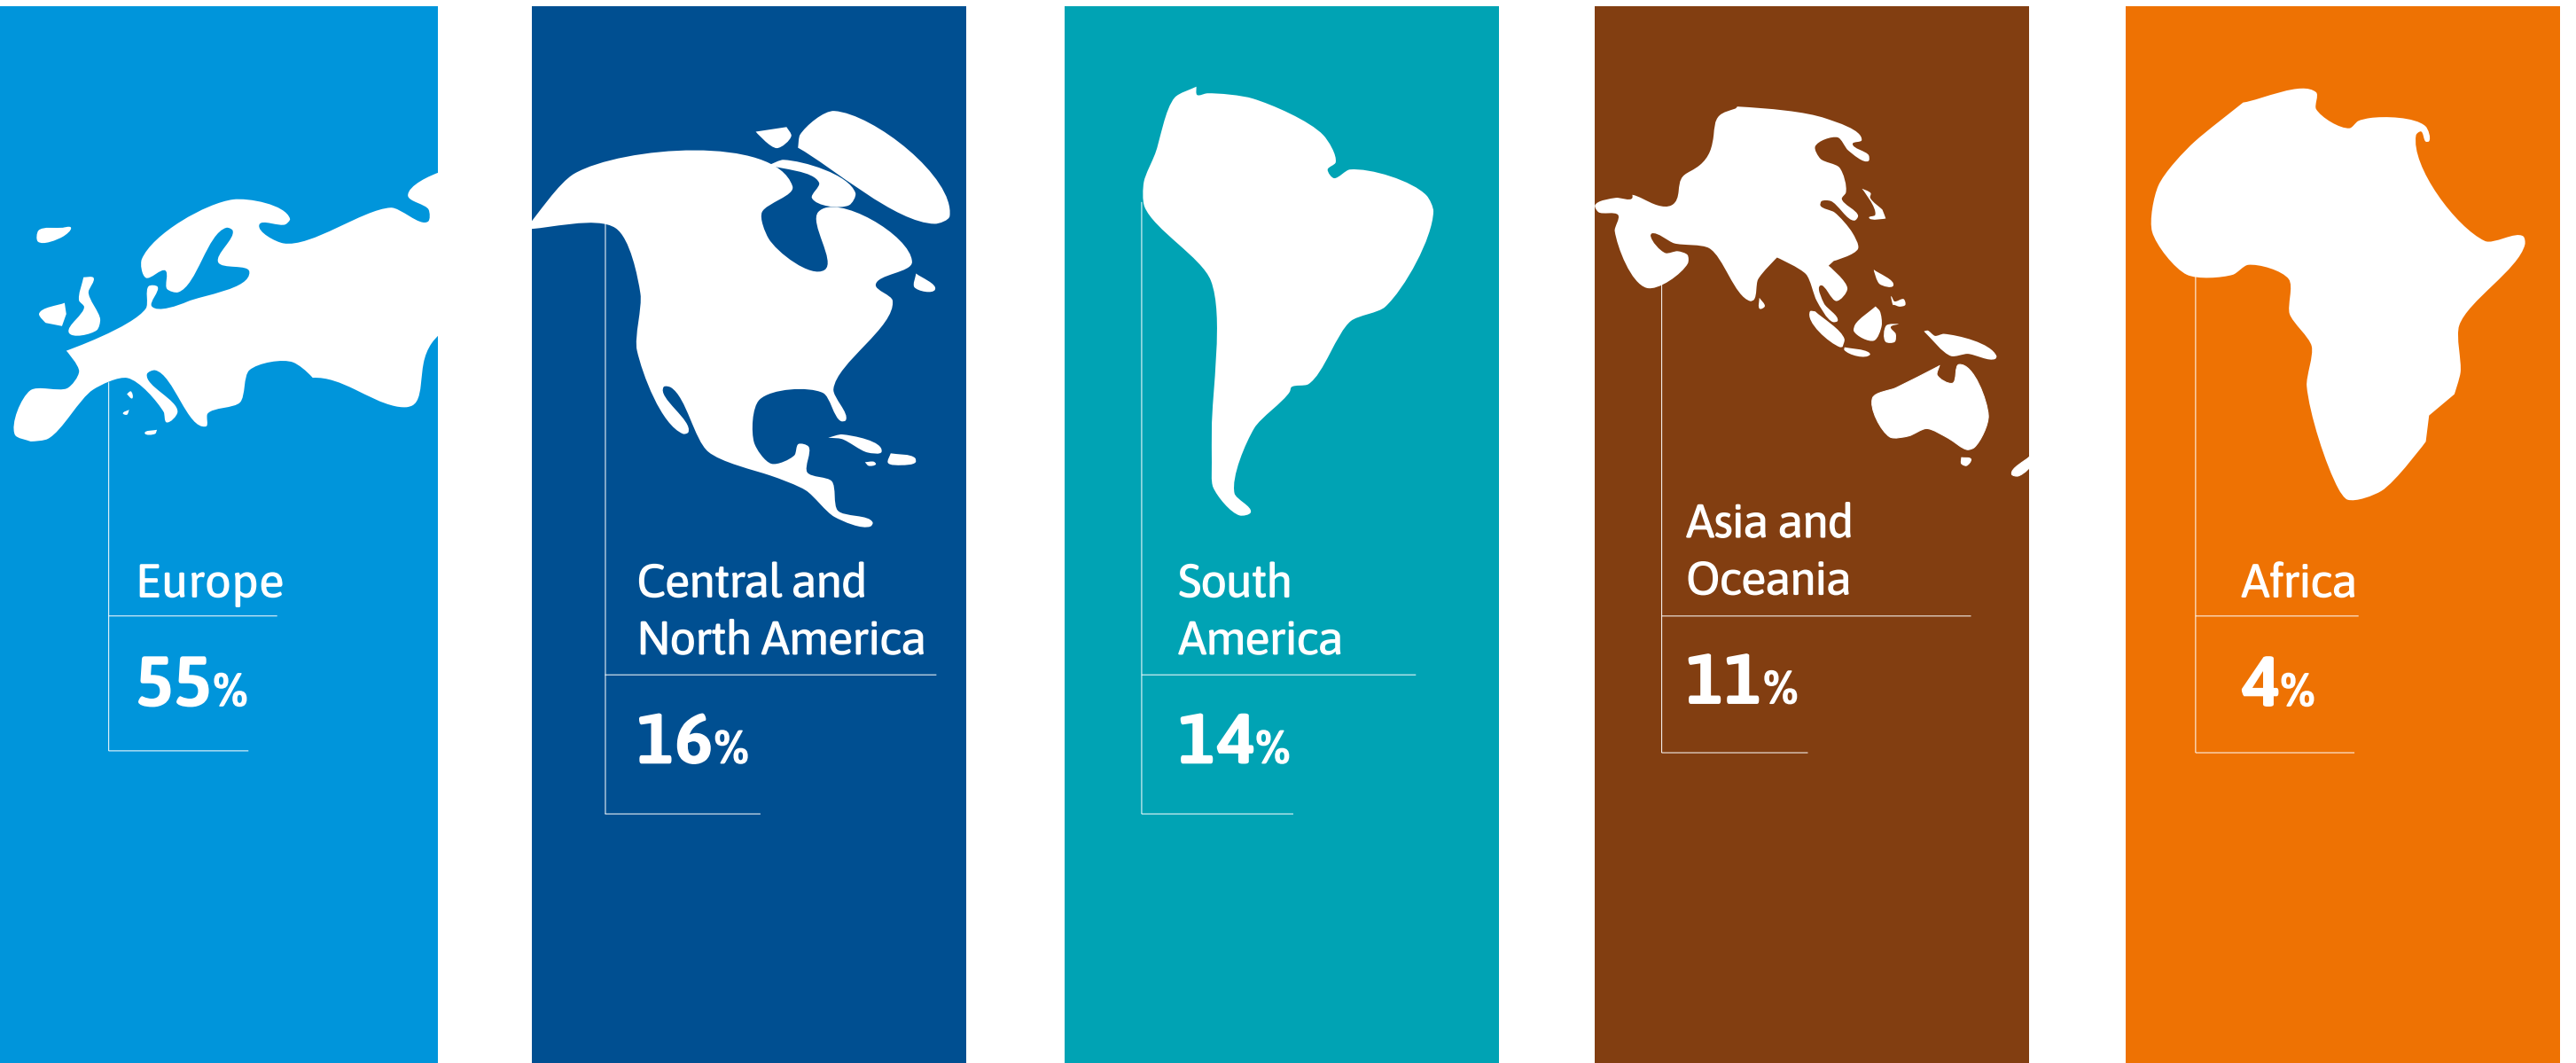 Europe
55%
Central and
North America
16%
South
America
14%
Asia and
Oceania
11%
Africa
4%